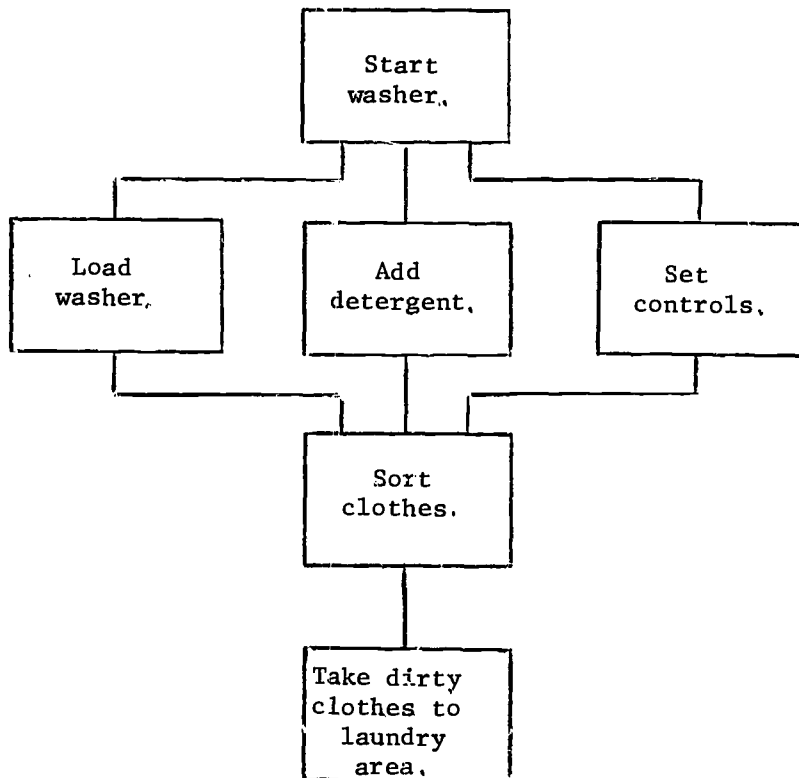 Start
washer.
Load
washer.
Add
detergent.
Set
controls.
Sort
clothes.
Take dirty
clothes to
laundry
area.